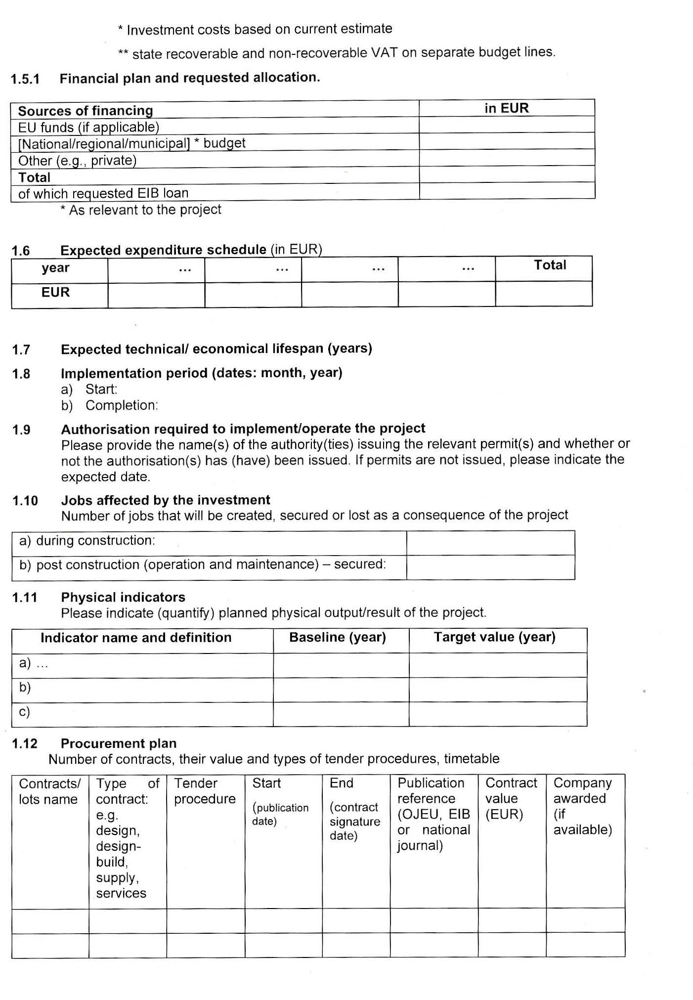 * Investment costs based on current estimate
** state recoverable and non-recoverable VAT on separate budget lines.
1.5.1 Financial plan and requested allocation.
Sources of financing in EUR
EU funds (if applicable)
[National/regional/municipal] * budget
Other (e.g., private)
Total
of which requested EIB loan
* As relevant to the project
1.6 Expected expenditure schedule (in EUR)
year ... ... ... ... Total
EUR
1.7 Expected technical/ economical lifespan (years)
1.8 Implementation period (dates: month, year)
a) Start:
b) Completion:
1.9 Authorisation required to implement/operate the project
Please provide the name(s) of the authority(ties) issuing the relevant permit(s) and whether or
not the authorisation(s) has (have) been issued. If permits are not issued, please indicate the
expected date.
1.10 Jobs affected by the investment
Number of jobs that will be created, secured or lost as a consequence of the project
a) during construction:
b) post construction (operation and maintenance) – secured:
1.11 Physical indicators
Please indicate (quantify) planned physical output/result of the project.
Indicator name and definition Baseline (year) Target value (year)
a) ...
b)
c)
1.12 Procurement plan
Number of contracts, their value and types of tender procedures, timetable
Contracts/
lots name
Type of
contract:
e.g.
design,
design-
build,
supply,
services
Tender
procedure
Start
(publication
date)
End
(contract
signature
date)
Publication
reference
(OJEU, EIB
or national
journal)
Contract
value
(EUR)
Company
awarded
(if
available)